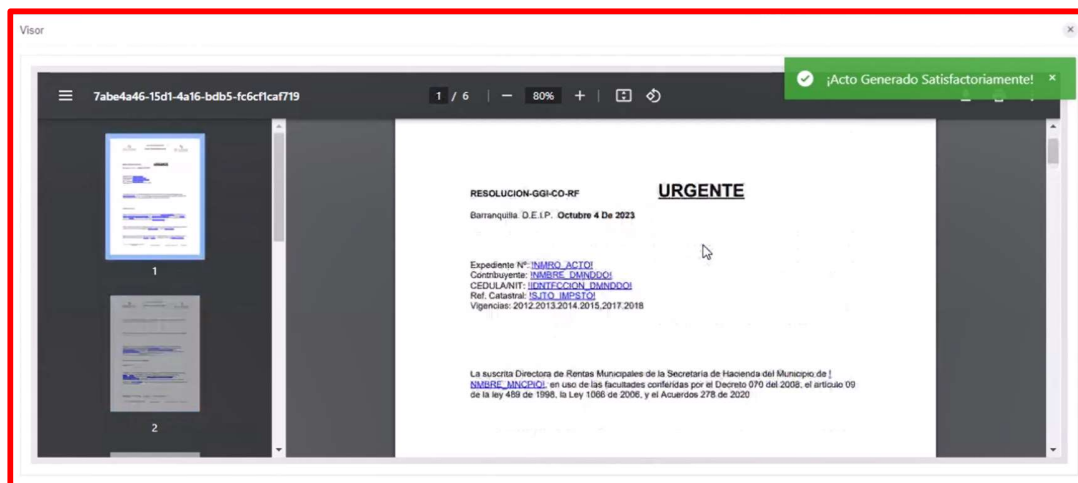 Visor
¡Acto Generado Satisfactoriamente!
7abe4a46-15d1-4a16-bdb5-fc6cf1caf719
1 / 6
80%
RESOLUCION-GGI-CO-RF
URGENTE
Barranquilla. D.E.I.P. Octubre 4 De 2023
Expediente Nº: !NMRO_ACTO!
Contribuyente: !NMBRE_DMNDDO!
CEDULA/NIT: !IDNTFCCION_DMNDDO!
Ref. Catastral: !SJTO_IMPSTO!
Vigencias: 2012.2013.2014.2015.2017.2018
La suscrita Directora de Rentas Municipales de la Secretaria de Hacienda del Municipio de !
NMBRE_MNCPIO!, en uso de las facultades conferidas por el Decreto 070 del 2008, el artículo 09
de la ley 489 de 1998, la Ley 1066 de 2006, y el Acuerdos 278 de 2020
1
2